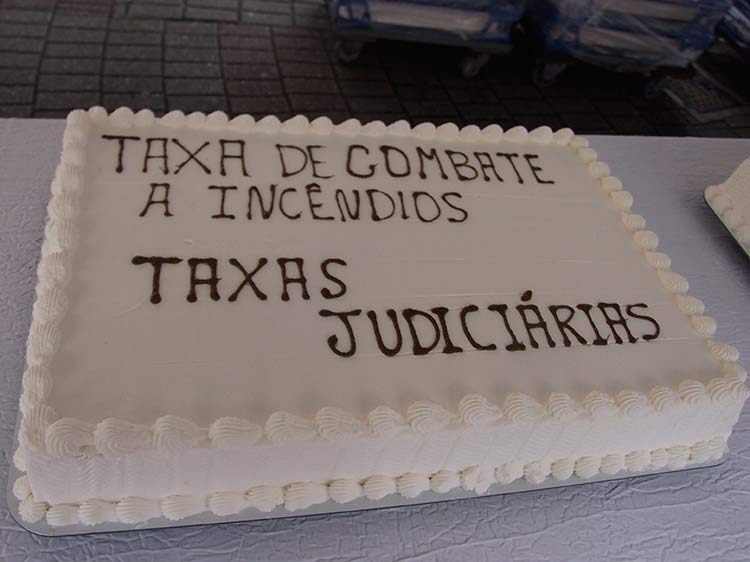 TAXA DE COMBATE
A INCÊNDIOS
TAXAS
JUDICIÁRIAS